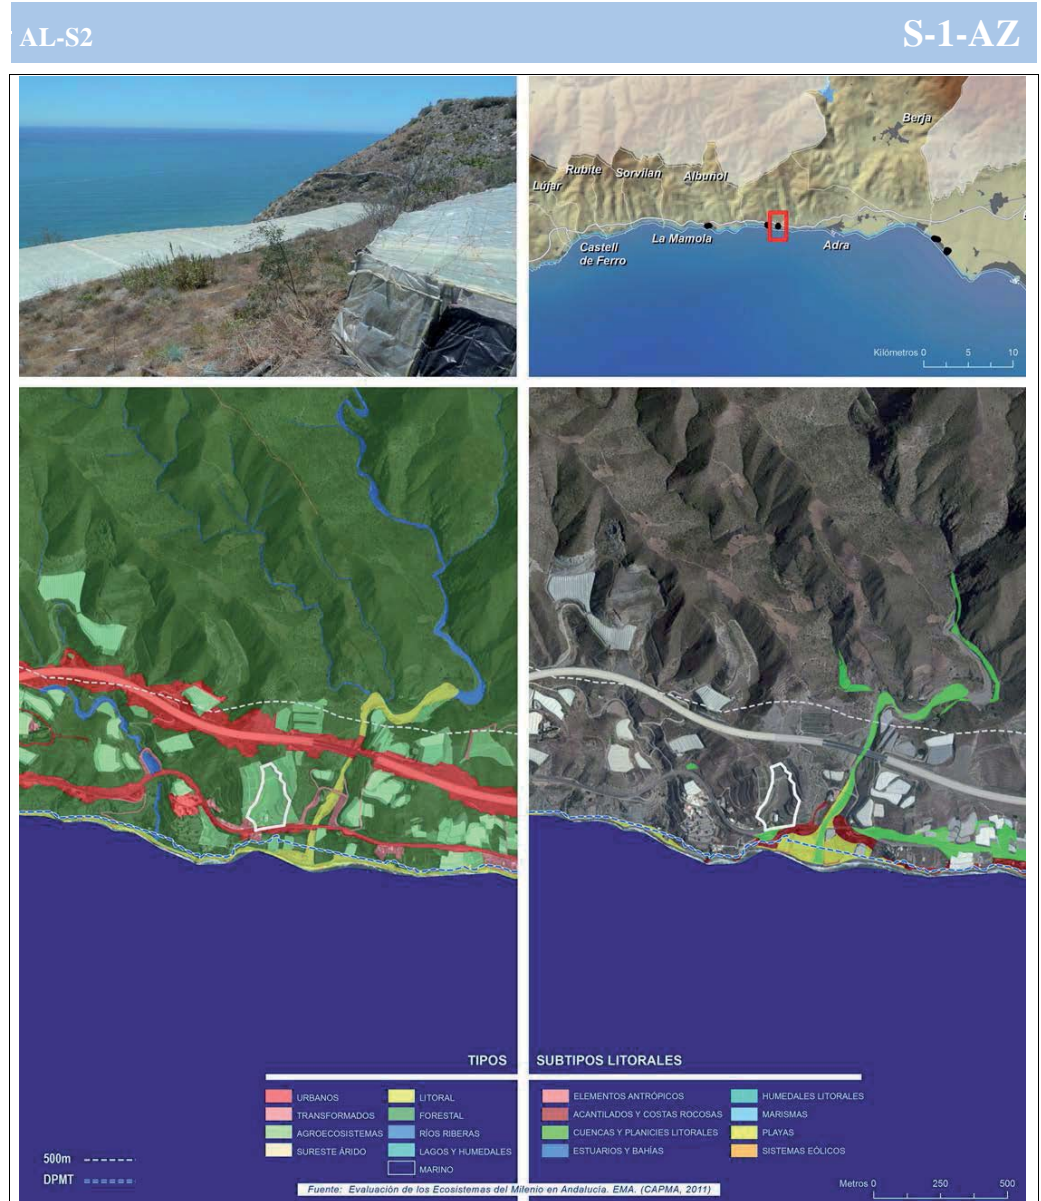 AL-S2
S-1-AZ
Berja
Rubite
Sorvilan
Albuñol
Lújar
La Mamola
Adra
Castell
de Ferro
Kilómetros 0 5 10
TIPOS
SUBTIPOS LITORALES
URBANOS
LITORAL
TRANSFORMADOS
FORESTAL
AGROECOSISTEMAS
RÍOS RIBERAS
SURESTE ÁRIDO
LAGOS Y HUMEDALES
MARINO
ELEMENTOS ANTRÓPICOS
HUMEDALES LITORALES
ACANTILADOS Y COSTAS ROCOSAS
MARISMAS
CUENCAS Y PLANICIES LITORALES
PLAYAS
ESTUARIOS Y BAHÍAS
SISTEMAS EÓLICOS
500m
DPMT
Fuente: Evaluación de los Ecosistemas del Milenio en Andalucía. EMA. (CAPMA, 2011)
Metros 0 250 500